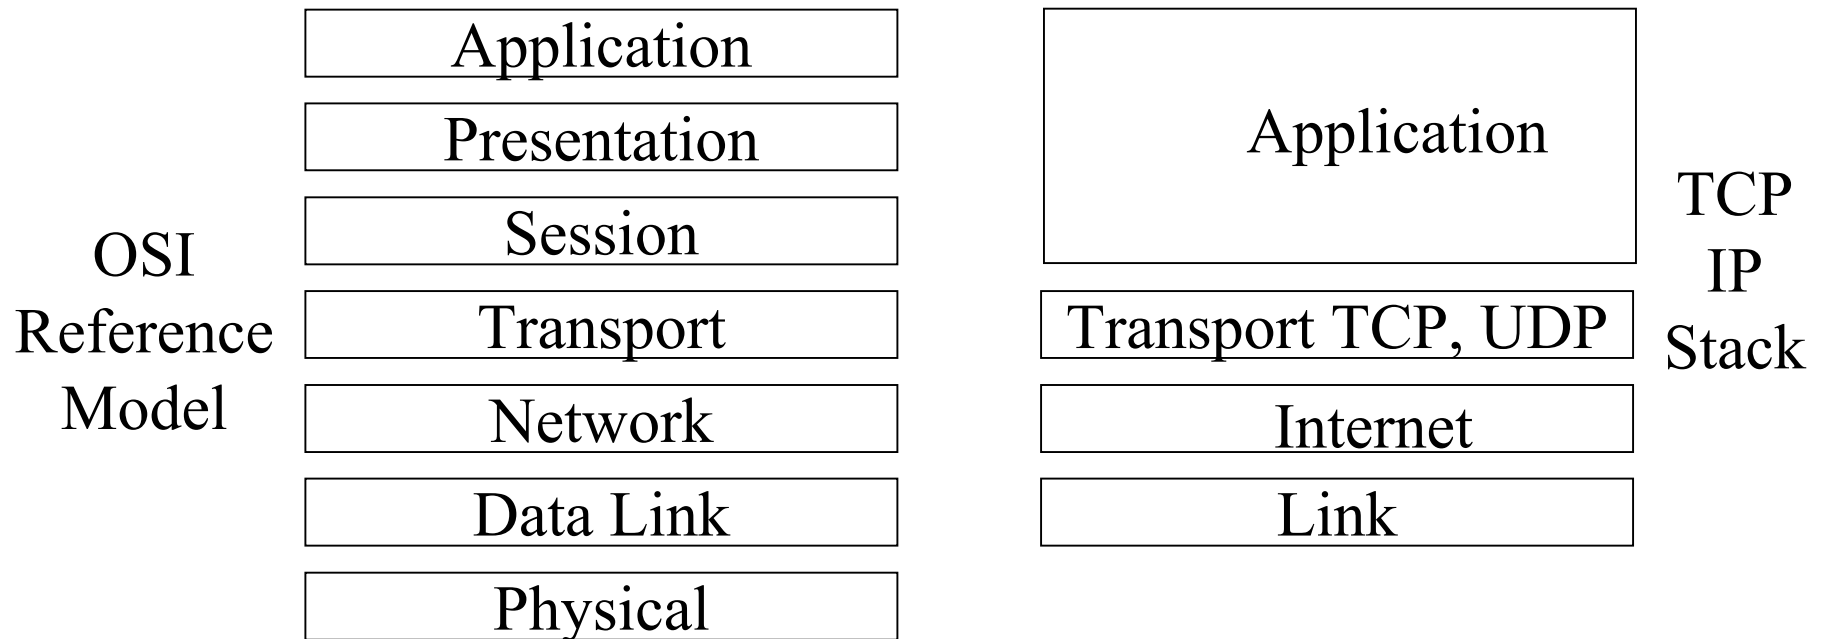 OSI
Reference
Model
Application
Presentation
Session
Transport
Network
Data Link
Physical
Application
Transport TCP, UDP
Internet
Link
TCP
IP
Stack